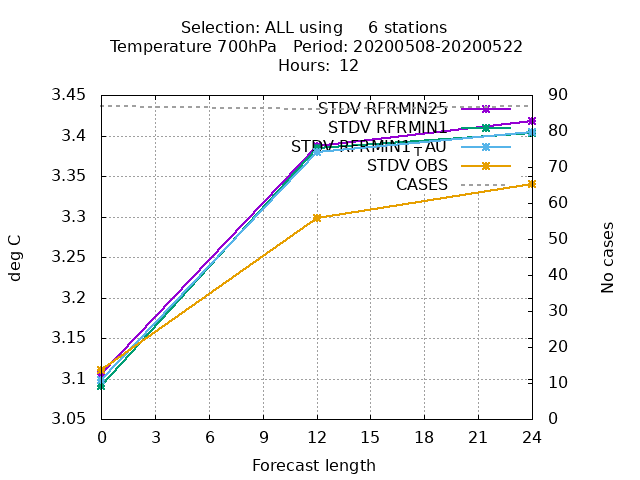 Selection: ALL using     6 stations
Temperature 700hPa   Period: 20200508-20200522
Hours:  12
3.45
3.4
3.35
3.3
3.25
3.2
3.15
3.1
3.05
deg C
STDV RFRMIN25
STDV RFRMIN1
STDV RFRMIN1_AU
STDV OBS
CASES
90
80
70
60
50
40
30
20
10
0
No cases
0 3 6 9 12 15 18 21 24
Forecast length